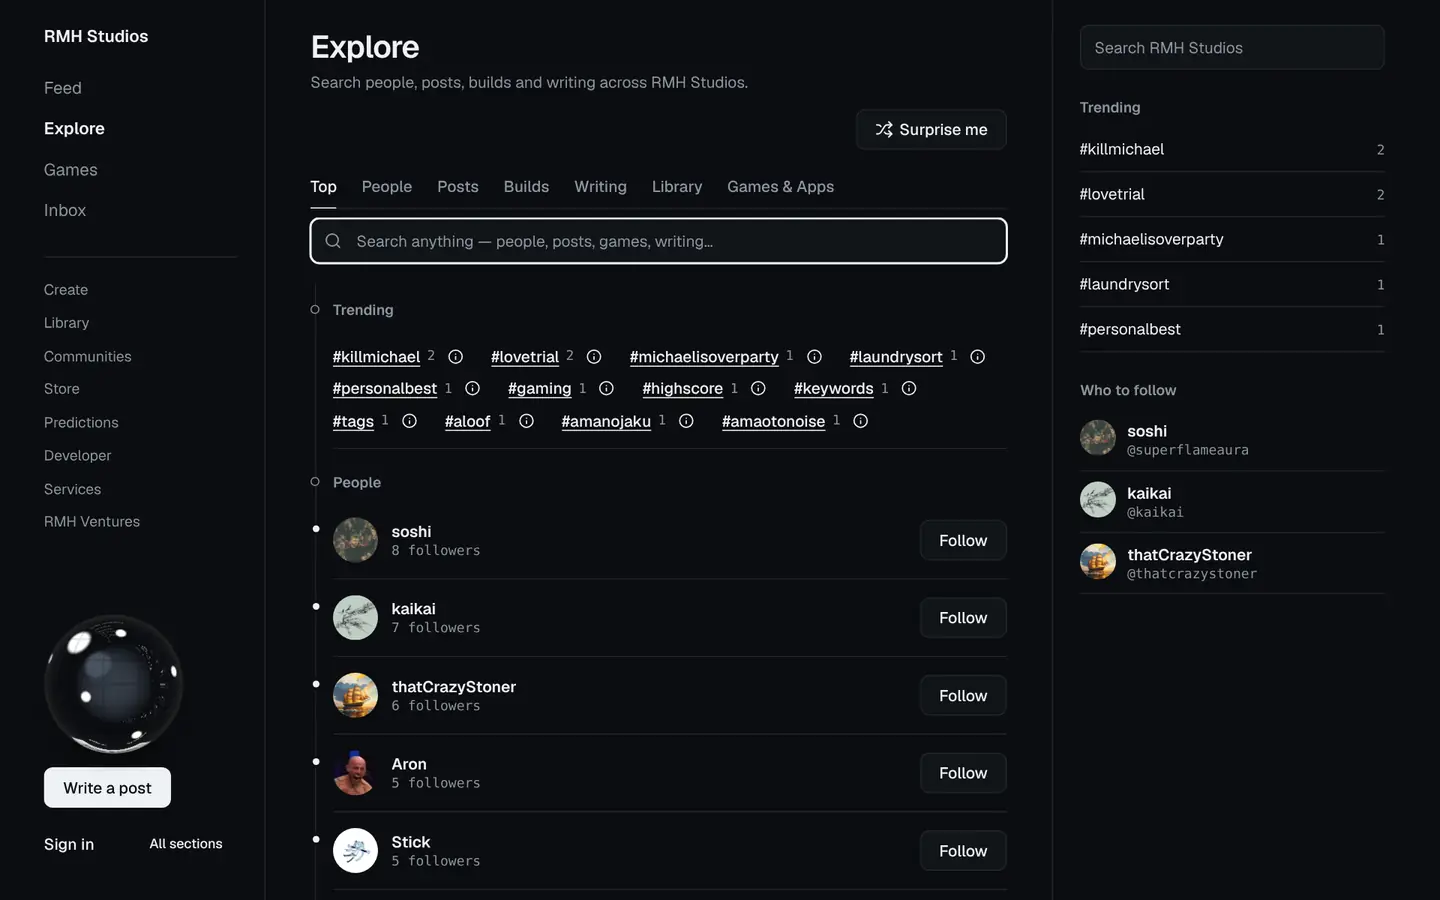 RMH Studios
Feed
Explore
Games
Inbox
Create
Library
Communities
Store
Predictions
Developer
Services
RMH Ventures
Write a post
Sign in
All sections
Explore
Search people, posts, builds and writing across RMH Studios.
Surprise me
Top People Posts Builds Writing Library Games & Apps
Search anything — people, posts, games, writing...
Trending
#killmichael 2 #lovetrial 2 #michaelisoverparty 1 #laundrysort 1
#personalbest 1 #gaming 1 #highscore 1 #keywords 1
#tags 1 #aloof 1 #amanojaku 1 #amaotonoise 1
People
soshi
8 followers
Follow
kaikai
7 followers
Follow
thatCrazyStoner
6 followers
Follow
Aron
5 followers
Follow
Stick
5 followers
Follow
Search RMH Studios
Trending
#killmichael 2
#lovetrial 2
#michaelisoverparty 1
#laundrysort 1
#personalbest 1
Who to follow
soshi
@superflameaura
kaikai
@kaikai
thatCrazyStoner
@thatcrazystoner